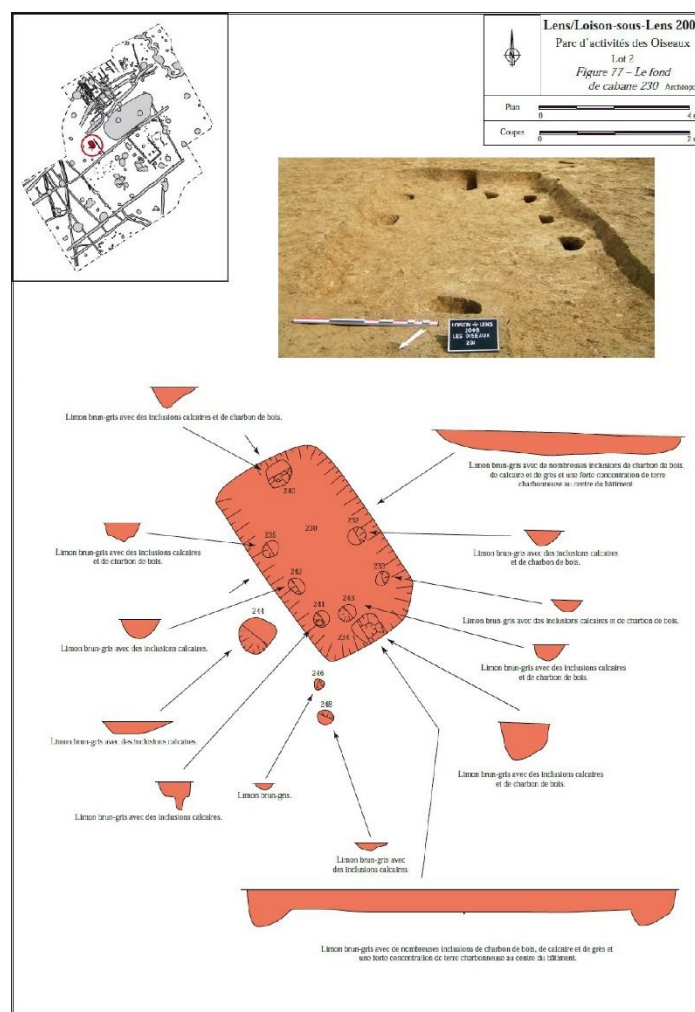 Lens/Loison-sous-Lens 200
Parc d'activités des Oiseaux
Lot 2
Figure 77 – Le fond
de cabane 230 Archéopo
N
Plan
0 4
Coupes
0 2
LOISON-s-LENS
LES OISEAUX
231
Limon brun-gris avec des inclusions calcaires et de charbon de bois.
Limon brun-gris avec de nombreuses inclusions de charbon de bois,
de calcaire et de grès et une forte concentration de terre
charbonneuse au centre du bâtiment.
240
230
235
232
Limon brun-gris avec des inclusions calcaires
et de charbon de bois.
Limon brun-gris avec des inclusions calcaires
et de charbon de bois.
242
233
244
241
243
234
Limon brun-gris avec des inclusions calcaires et de charbon de bois.
Limon brun-gris avec des inclusions calcaires.
Limon brun-gris avec des inclusions calcaires
et de charbon de bois.
246
248
Limon brun-gris avec des inclusions calcaires.
Limon brun-gris avec des inclusions calcaires
et de charbon de bois.
Limon brun-gris.
Limon brun-gris avec des inclusions calcaires.
Limon brun-gris avec
des inclusions calcaires.
Limon brun-gris avec de nombreuses inclusions de charbon de bois, de calcaire et de grès et
une forte concentration de terre charbonneuse au centre du bâtiment.